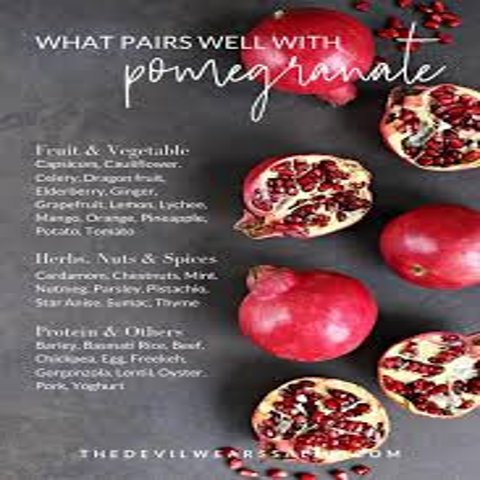 WHAT PAIRS WELL WITH
pomegranate
Fruit & Vegetable
Capsicum, Cauliflower,
Celery, Dragon fruit,
Elderberry, Ginger,
Grapefruit, Lemon, Lychee,
Mango, Orange, Pineapple,
Potato, Tomato
Herbs, Nuts & Spices
Cardamom, Chestnuts, Mint,
Nutmeg, Parsley, Pistachio,
Star Anise, Sumac, Thyme
Protein & Others
Barley, Basmati Rice, Beef,
Chickpea, Egg, Freekeh,
Gorgonzola, Lentil, Oyster,
Pork, Yoghurt